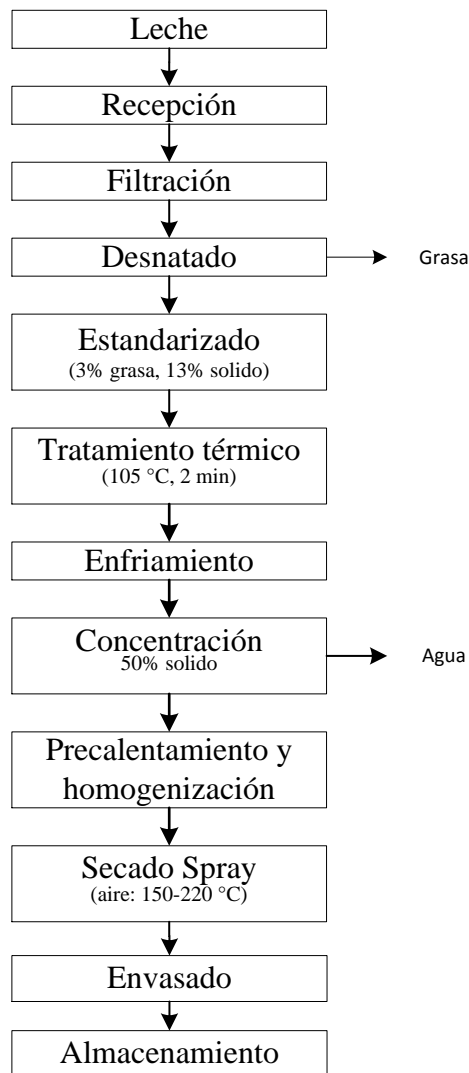 Leche
Recepción
Filtración
Desnatado
Grasa
Estandarizado
(3% grasa, 13% solido)
Tratamiento térmico
(105 °C, 2 min)
Enfriamiento
Concentración
50% solido
Agua
Precalentamiento y
homogenización
Secado Spray
(aire: 150-220 °C)
Envasado
Almacenamiento